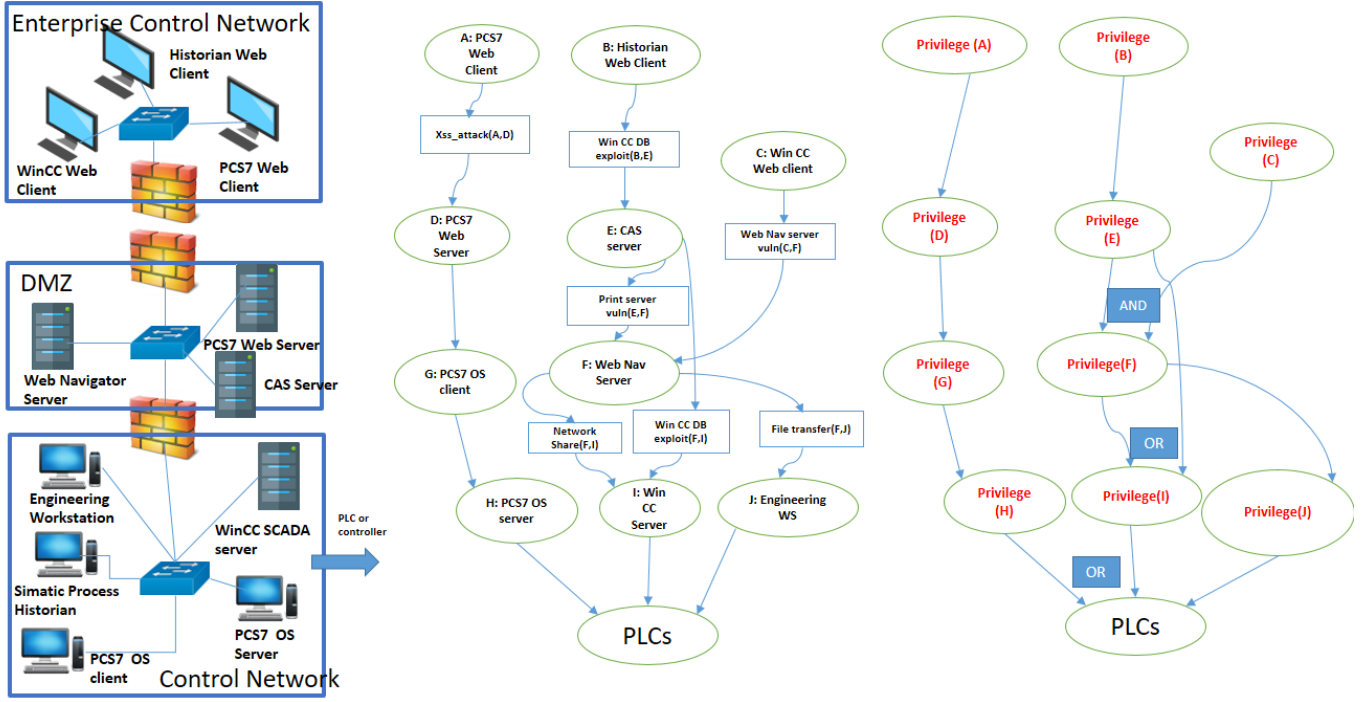 Enterprise Control Network
Historian Web
Client
WinCC Web
Client
PCS7 Web
Client
DMZ
PCS7 Web Server
Web Navigator
Server
CAS Server
Engineering
Workstation
WinCC SCADA
server
Simatic Process
Historian
PCS7 OS
Server
PCS7 OS
client
Control Network
PLC or
controller
A: PCS7
Web
Client
B: Historian
Web Client
Xss_attack(A,D)
Win CC DB
exploit(B,E)
C: Win CC
Web client
D: PCS7
Web
Server
E: CAS
server
Web Nav server
vuln(C,F)
Print server
vuln(E,F)
G: PCS7 OS
client
F: Web Nav
Server
Network
Share(F,I)
Win CC DB
exploit(F,I)
File transfer(F,J)
H: PCS7 OS
server
I: Win
CC
Server
J: Engineering
WS
PLCs
Privilege (A)
Privilege
(B)
Privilege
(C)
Privilege
(D)
Privilege
(E)
AND
Privilege
(G)
Privilege(F)
OR
Privilege
(H)
Privilege(I)
Privilege(J)
OR
PLCs